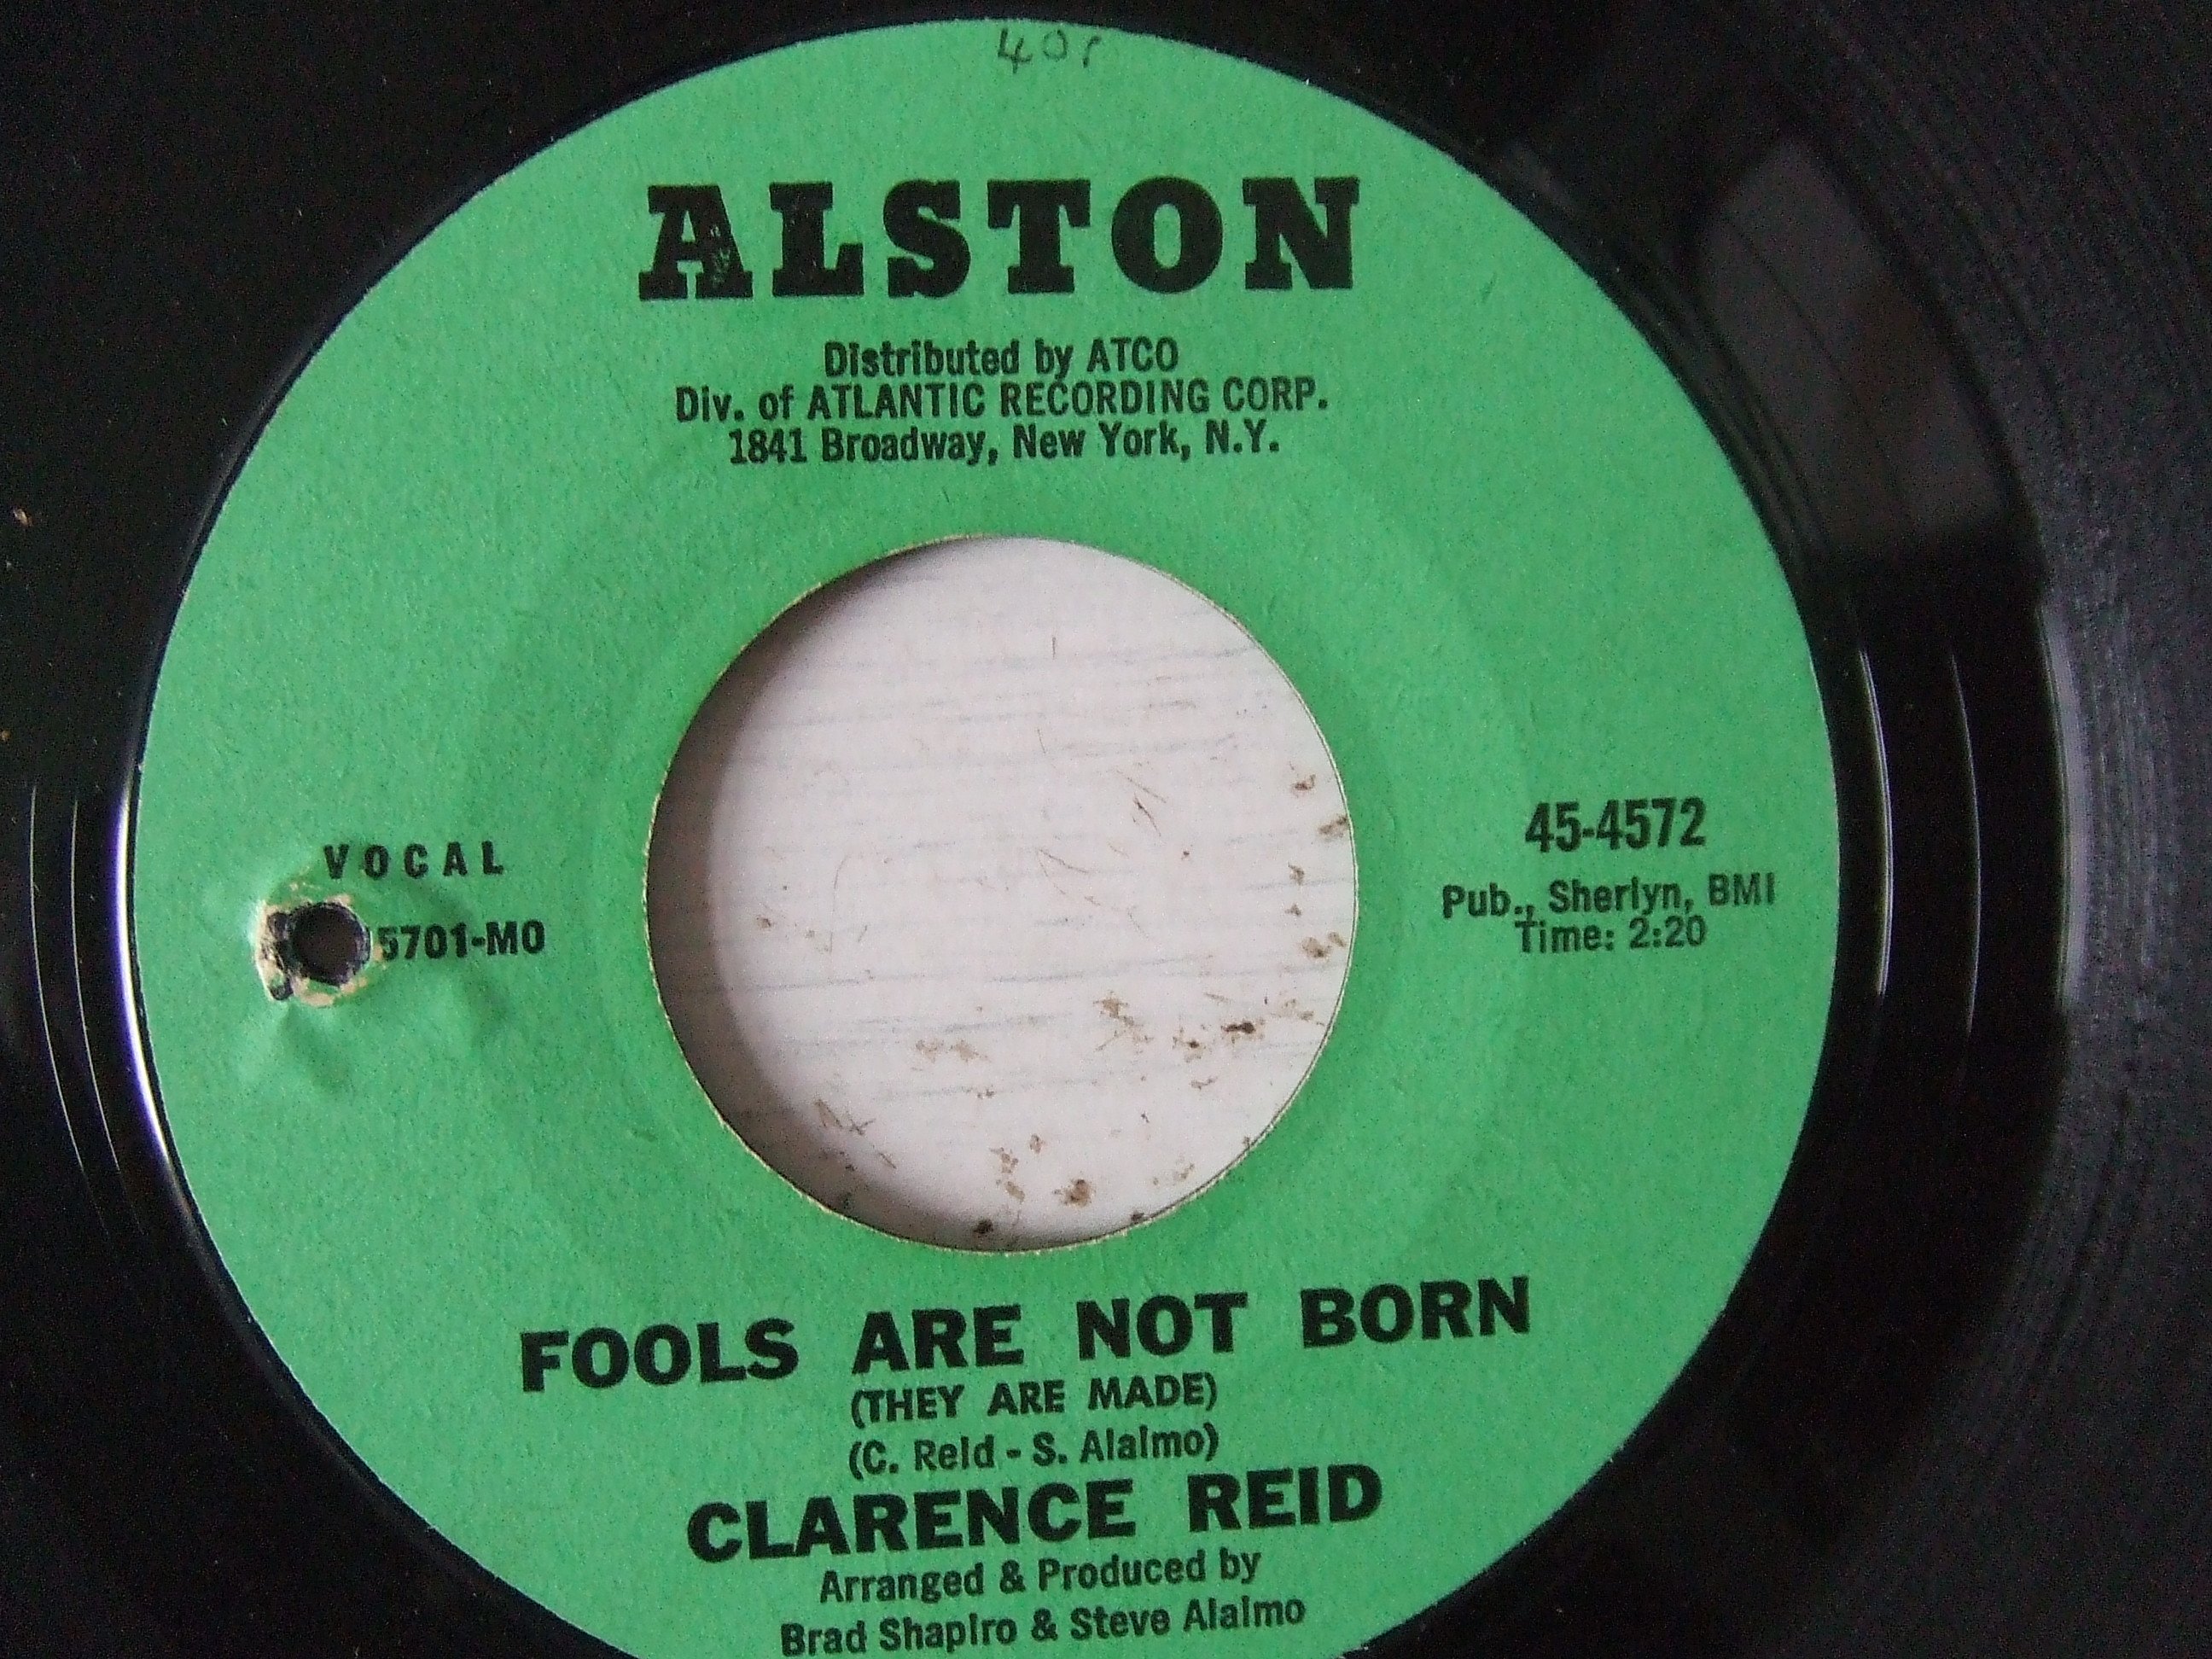 ALSTON
Distributed by ATCO
Div. of ATLANTIC RECORDING CORP.
1841 Broadway, New York, N.Y.
VOCAL
5701-MO
45-4572
Pub., Sherlyn, BMI
Time: 2:20
FOOLS ARE NOT BORN
(THEY ARE MADE)
(C. Reid - S. Alaimo)
CLARENCE REID
Arranged & Produced by
Brad Shapiro & Steve Alaimo